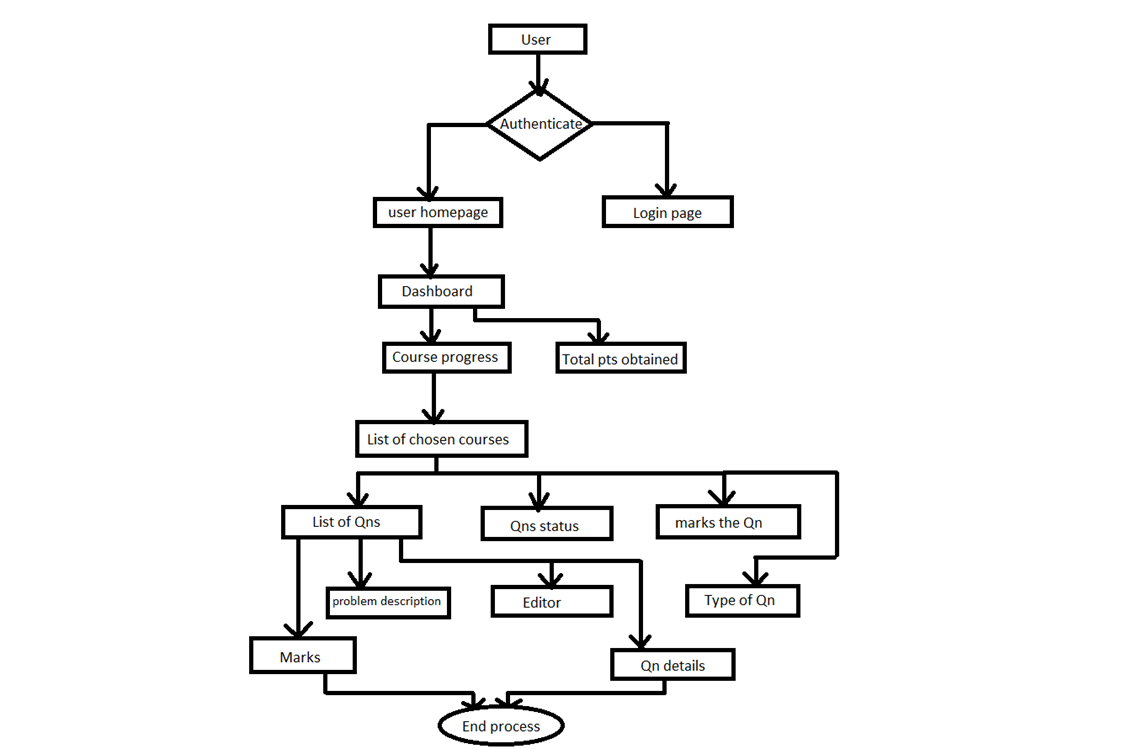 User
Authenticate
user homepage
Login page
Dashboard
Course progress
Total pts obtained
List of chosen courses
List of Qns
Qns status
marks the Qn
problem description
Editor
Type of Qn
Marks
Qn details
End process